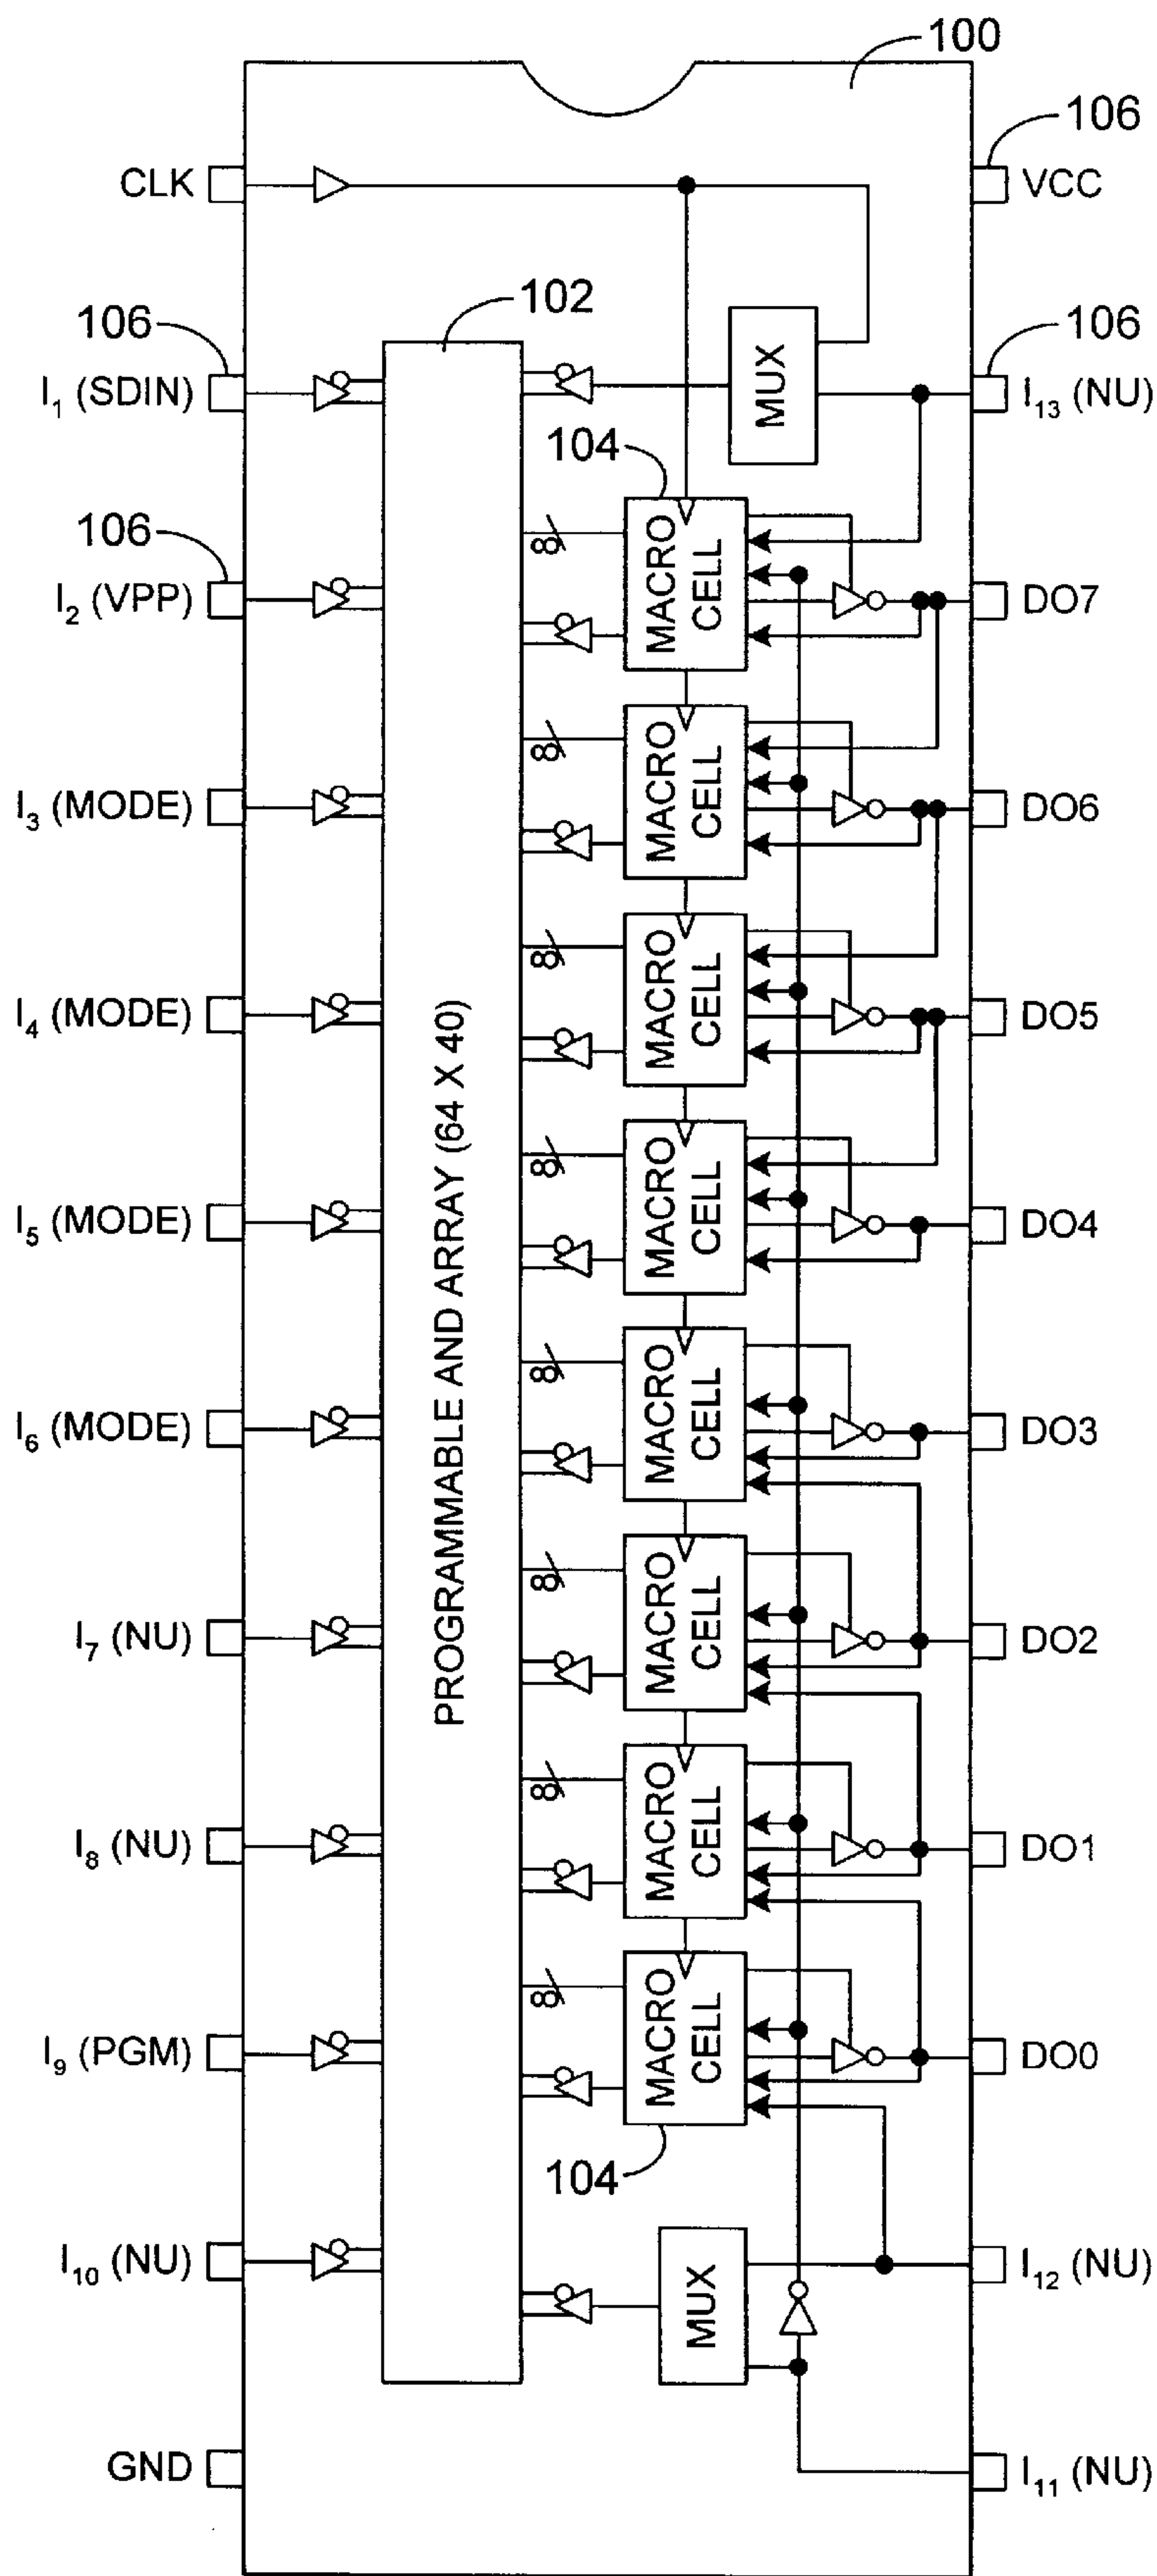 100
106
CLK
VCC
102
106
106
I₁ (SDIN)
MUX
I₁₃ (NU)
104
106
I₂ (VPP)
8
MACRO CELL
DO7
I₃ (MODE)
8
MACRO CELL
DO6
I₄ (MODE)
8
MACRO CELL
DO5
PROGRAMMABLE AND ARRAY (64 X 40)
I₅ (MODE)
8
MACRO CELL
DO4
I₆ (MODE)
8
MACRO CELL
DO3
I₇ (NU)
8
MACRO CELL
DO2
I₈ (NU)
8
MACRO CELL
DO1
I₉ (PGM)
8
MACRO CELL
DO0
104
I₁₀ (NU)
MUX
I₁₂ (NU)
GND
I₁₁ (NU)